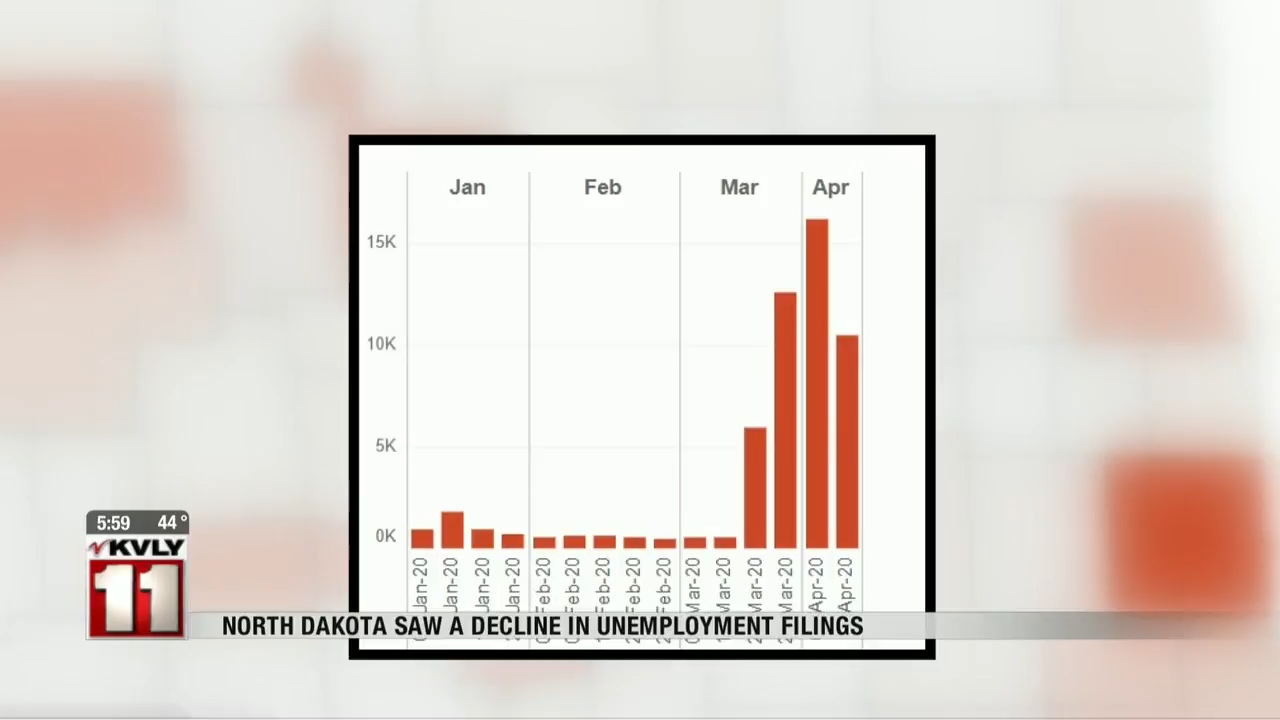 Jan Feb Mar Apr
15K
10K
5K
0K
Jan-20 Jan-20 Jan-20 Jan-20 Feb-20 Feb-20 Feb-20 Feb-20 Feb-20 Mar-20 Mar-20 Mar-20 Mar-20 Apr-20 Apr-20
5:59 44°
KVLY
11
NORTH DAKOTA SAW A DECLINE IN UNEMPLOYMENT FILINGS